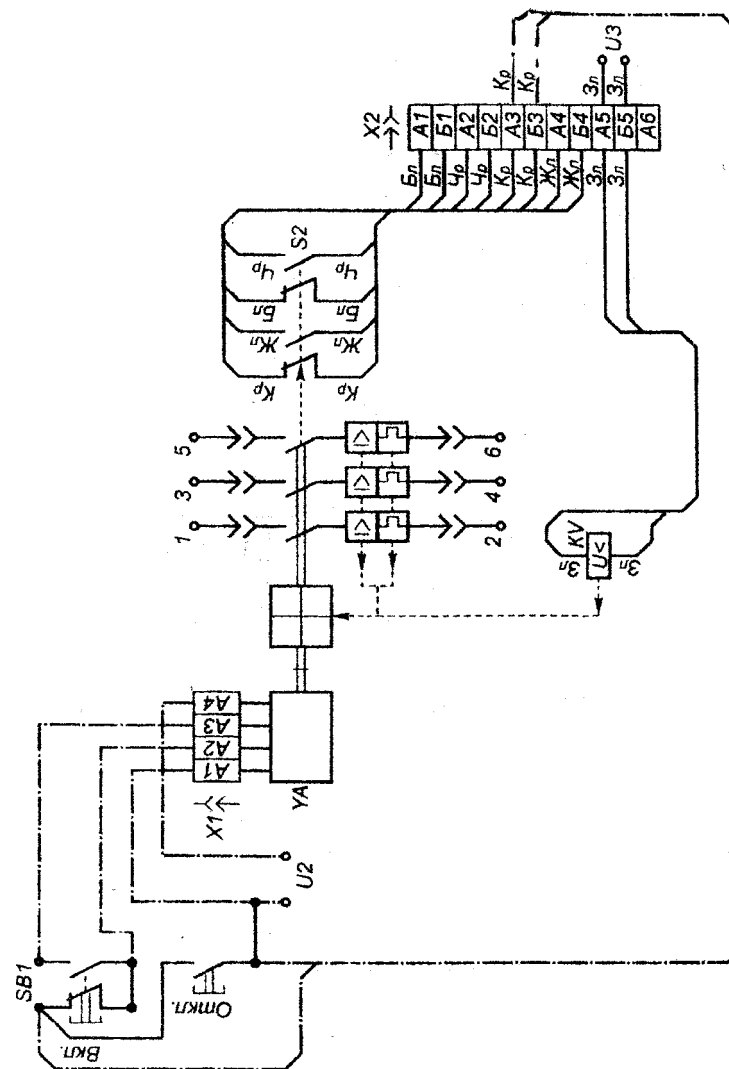 SB1
Вкл.
Откл.
U2
X1
A1
A2
A3
A4
YA
1
3
5
2
4
6
Кр
Жл
Бл
Чр
S2
Кр
Жл
Бл
Чр
KV
Зл
U<
Зл
X2
Бл A1
Бл Б1
Чр A2
Чр Б2
Кр A3 Кр
Кр Б3 Кр
Жл A4
Жл Б4
Зл A5 Зл
Зл Б5 Зл
A6
U3